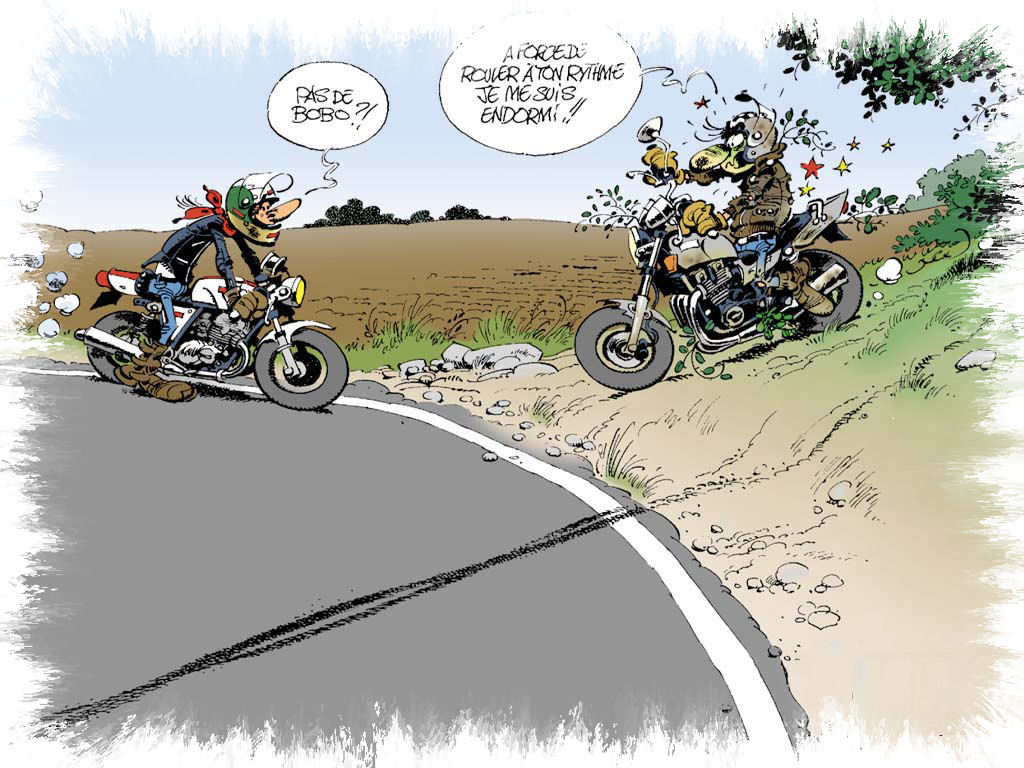 PAS DE
BOBO?!
A FORCE DE
ROULER À TON RYTHME
JE ME SUIS
ENDORMI..!!